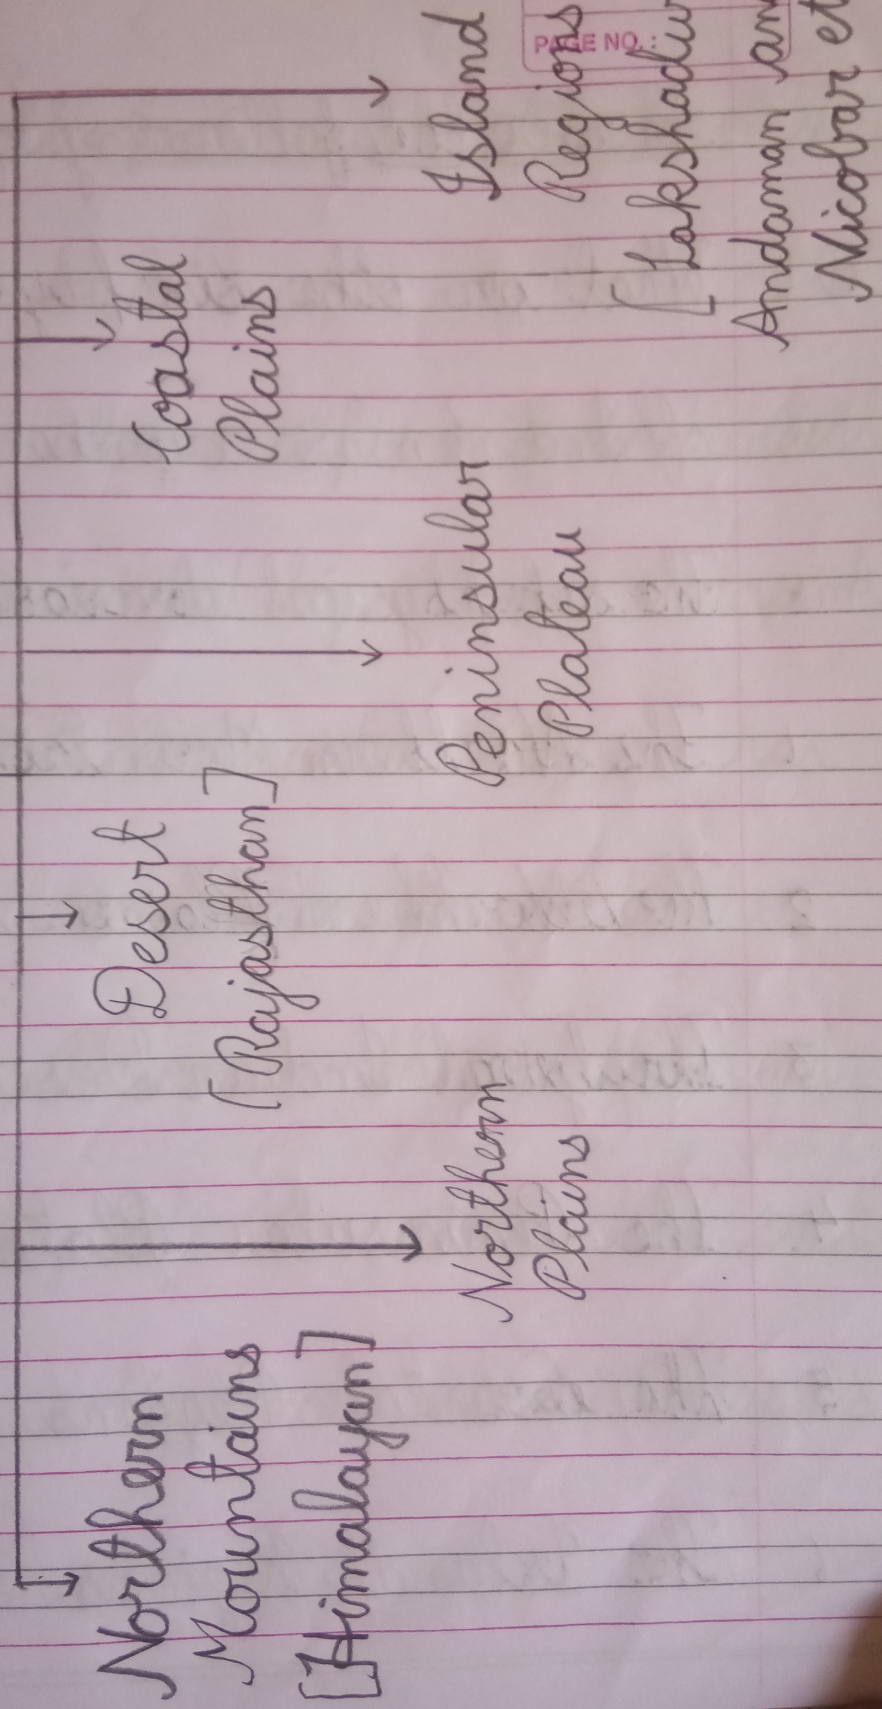 Northern
Mountains
[Himalayan]
Northern
Plains
Desert
[Rajasthan]
Peninsular
Plateau
Coastal
Plains
Island
Regions
[Lakshadw
Andaman an
Nicobar et
PAGE NO.: